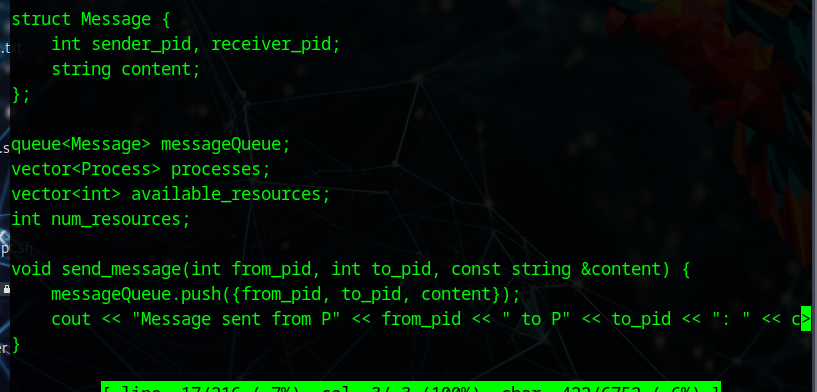 struct Message {
    int sender_pid, receiver_pid;
    string content;
};
queue<Message> messageQueue;
vector<Process> processes;
vector<int> available_resources;
int num_resources;
void send_message(int from_pid, int to_pid, const string &content) {
    messageQueue.push({from_pid, to_pid, content});
    cout << "Message sent from P" << from_pid << " to P" << to_pid << ": " << c>
}
[ line 17/216 ( 7%), col 3/ 3 (100%), char 422/6752 ( 6%) ]